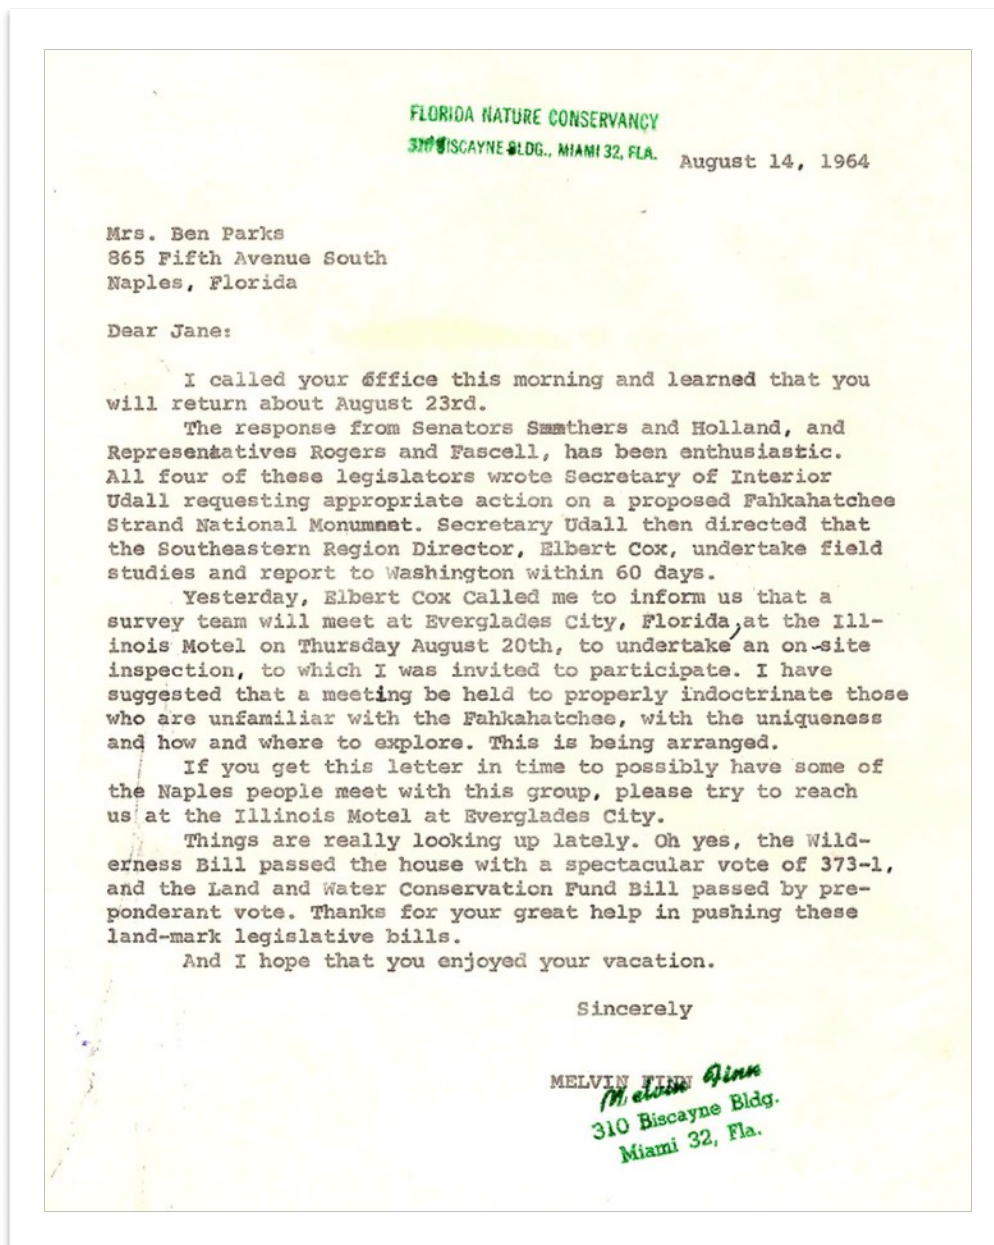 FLORIDA NATURE CONSERVANCY
BISCAYNE BLDG., MIAMI 32, FLA.
August 14, 1964
Mrs. Ben Parks
865 Fifth Avenue South
Naples, Florida
Dear Jane:
I called your office this morning and learned that you
will return about August 23rd.
The response from Senators Smathers and Holland, and
Representatives Rogers and Fascell, has been enthusiastic.
All four of these legislators wrote Secretary of Interior
Udall requesting appropriate action on a proposed Fahkahatchee
Strand National Monument. Secretary Udall then directed that
the Southeastern Region Director, Elbert Cox, undertake field
studies and report to Washington within 60 days.
Yesterday, Elbert Cox Called me to inform us that a
survey team will meet at Everglades City, Florida, at the Ill-
inois Motel on Thursday August 20th, to undertake an on-site
inspection, to which I was invited to participate. I have
suggested that a meeting be held to properly indoctrinate those
who are unfamiliar with the Fahkahatchee, with the uniqueness
and how and where to explore. This is being arranged.
If you get this letter in time to possibly have some of
the Naples people meet with this group, please try to reach
us at the Illinois Motel at Everglades City.
Things are really looking up lately. Oh yes, the Wild-
erness Bill passed the house with a spectacular vote of 373-1,
and the Land and Water Conservation Fund Bill passed by pre-
ponderant vote. Thanks for your great help in pushing these
land-mark legislative bills.
And I hope that you enjoyed your vacation.
Sincerely
MELVIN FINN
Melvin Finn
310 Biscayne Bldg.
Miami 32, Fla.